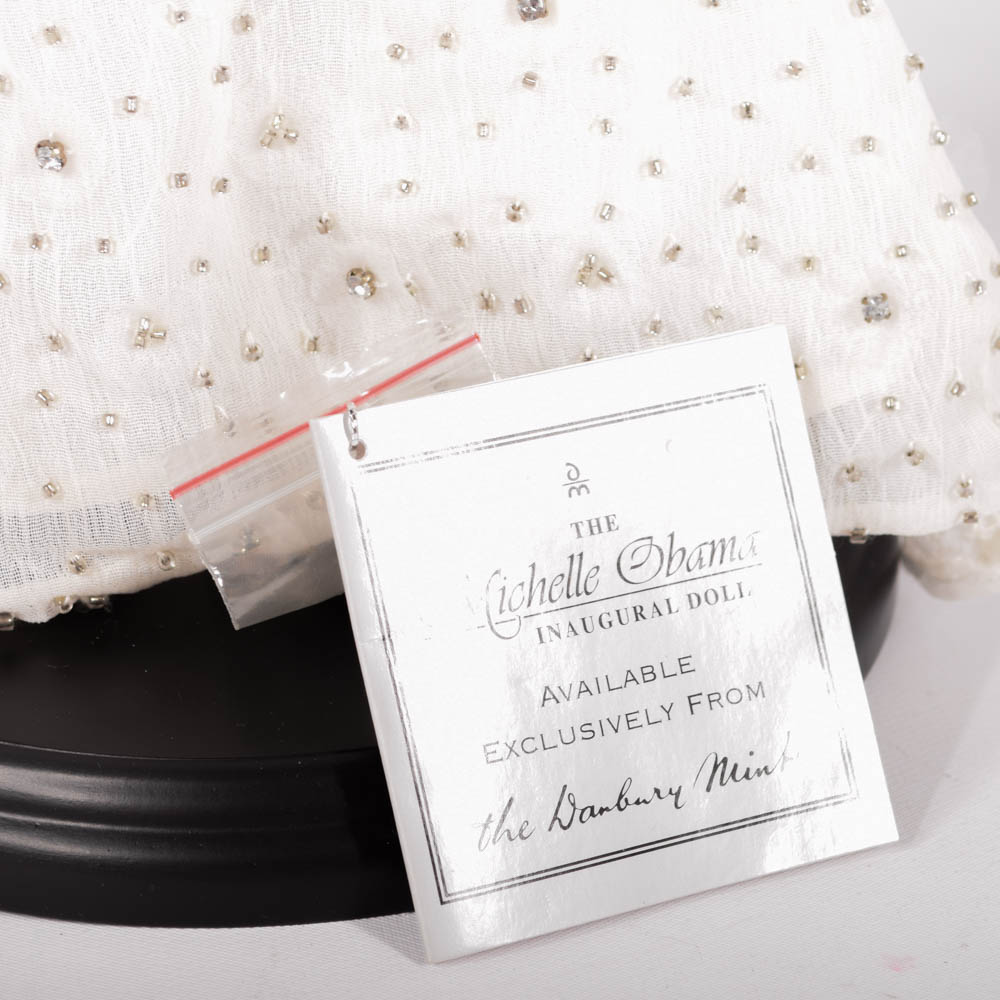 THE
Michelle Obama
INAUGURAL DOLL
AVAILABLE
EXCLUSIVELY FROM
the Danbury Mint